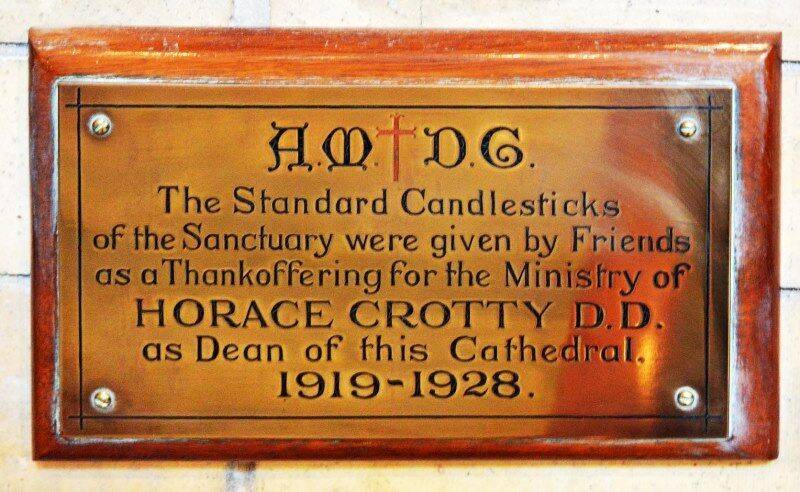 A.M.✝D.G.
The Standard Candlesticks
of the Sanctuary were given by Friends
as a Thankoffering for the Ministry of
HORACE CROTTY D.D.
as Dean of this Cathedral.
1919-1928.